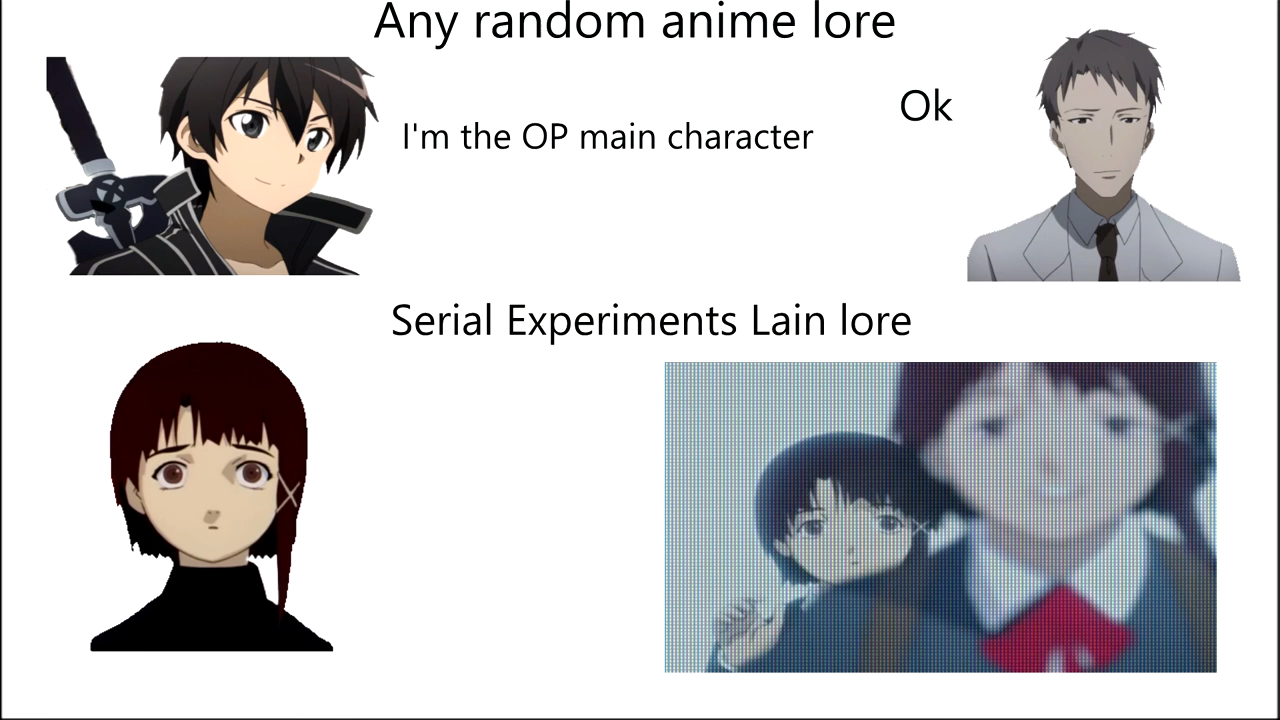 Any random anime lore
Ok
I'm the OP main character
Serial Experiments Lain lore